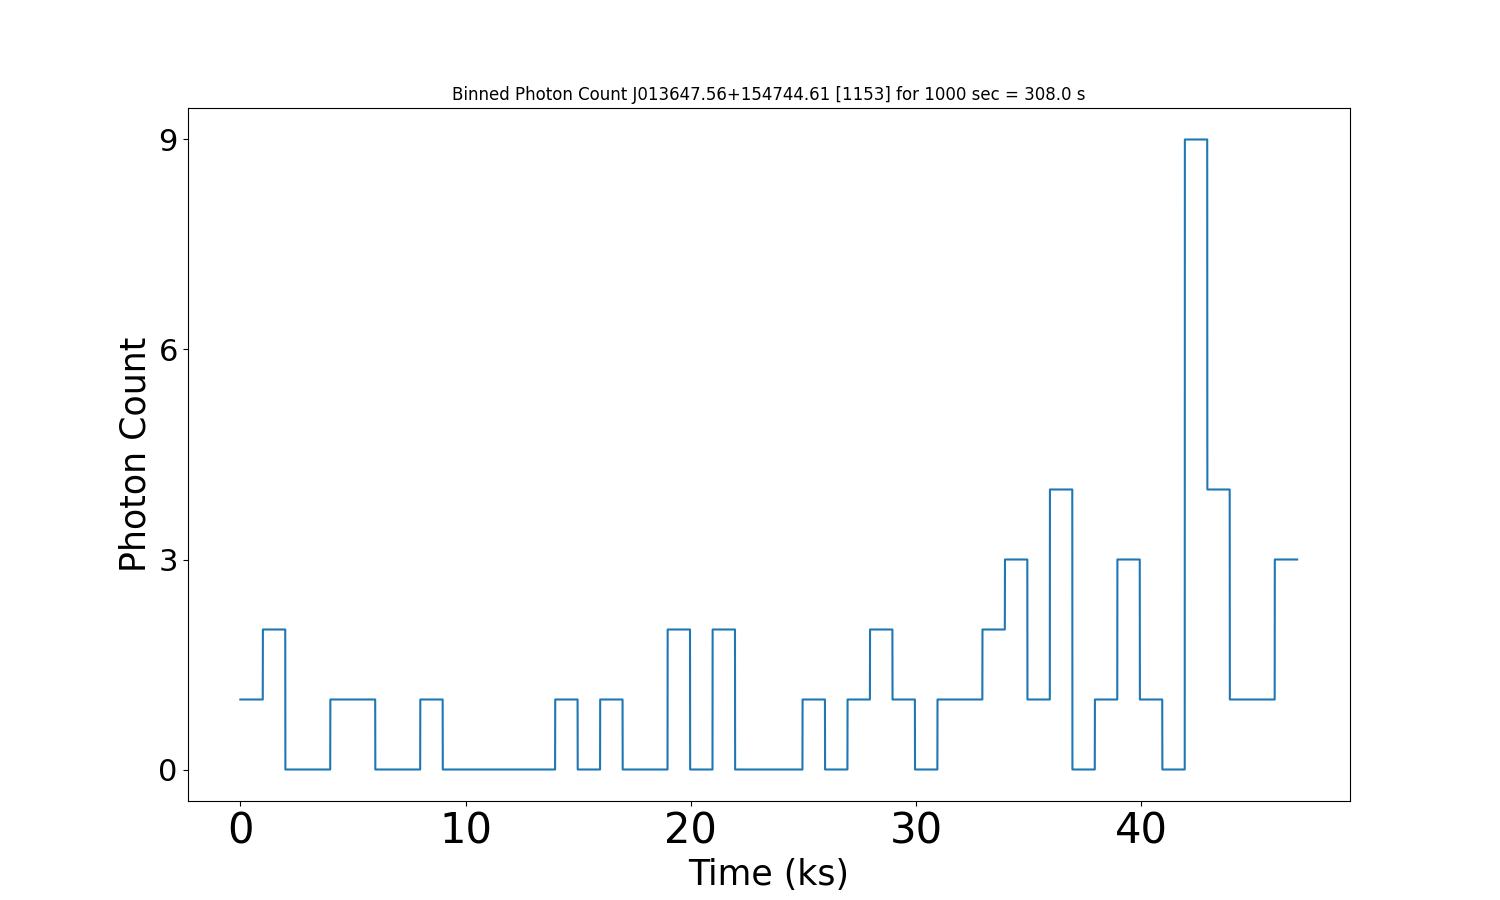 Binned Photon Count J013647.56+154744.61 [1153] for 1000 sec = 308.0 s
9
6
3
0
Photon Count
0 10 20 30 40
Time (ks)